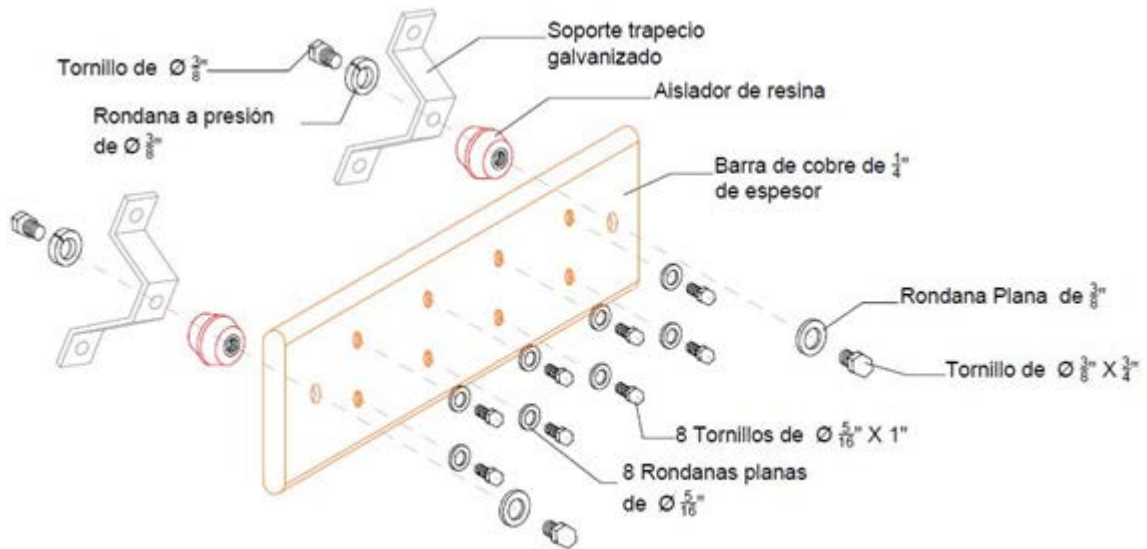 Soporte trapecio
galvanizado
Tornillo de Ø 3/8"
Aislador de resina
Rondana a presión
de Ø 3/8"
Barra de cobre de 1/4"
de espesor
Rondana Plana de 3/8"
Tornillo de Ø 3/8" X 3/4"
8 Tornillos de Ø 5/16" X 1"
8 Rondanas planas
de Ø 5/16"